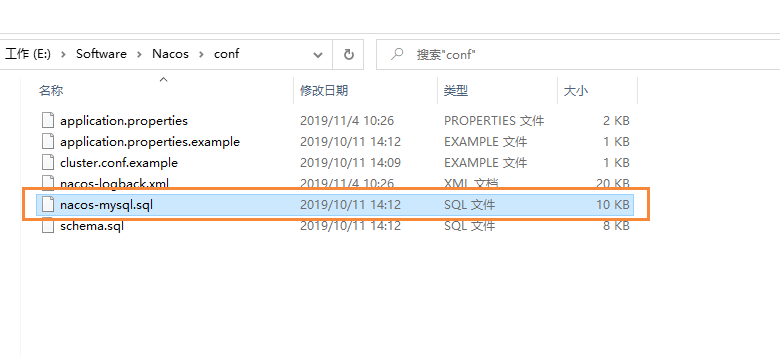 工作 (E:) > Software > Nacos > conf 搜索"conf"
名称 修改日期 类型 大小
application.properties 2019/11/4 10:26 PROPERTIES 文件 2 KB
application.properties.example 2019/10/11 14:12 EXAMPLE 文件 1 KB
cluster.conf.example 2019/10/11 14:09 EXAMPLE 文件 1 KB
nacos-logback.xml 2019/11/4 10:26 XML 文档 20 KB
nacos-mysql.sql 2019/10/11 14:12 SQL 文件 10 KB
schema.sql 2019/10/11 14:12 SQL 文件 8 KB